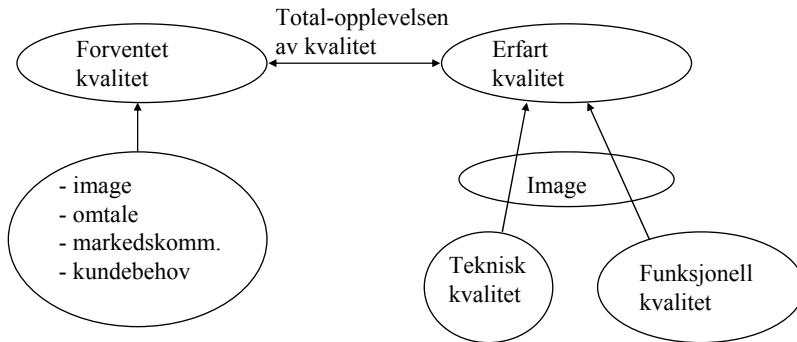 Total-opplevelsen
av kvalitet
Forventet
kvalitet
Erfart
kvalitet
- image
- omtale
- markedskomm.
- kundebehov
Image
Teknisk
kvalitet
Funksjonell
kvalitet